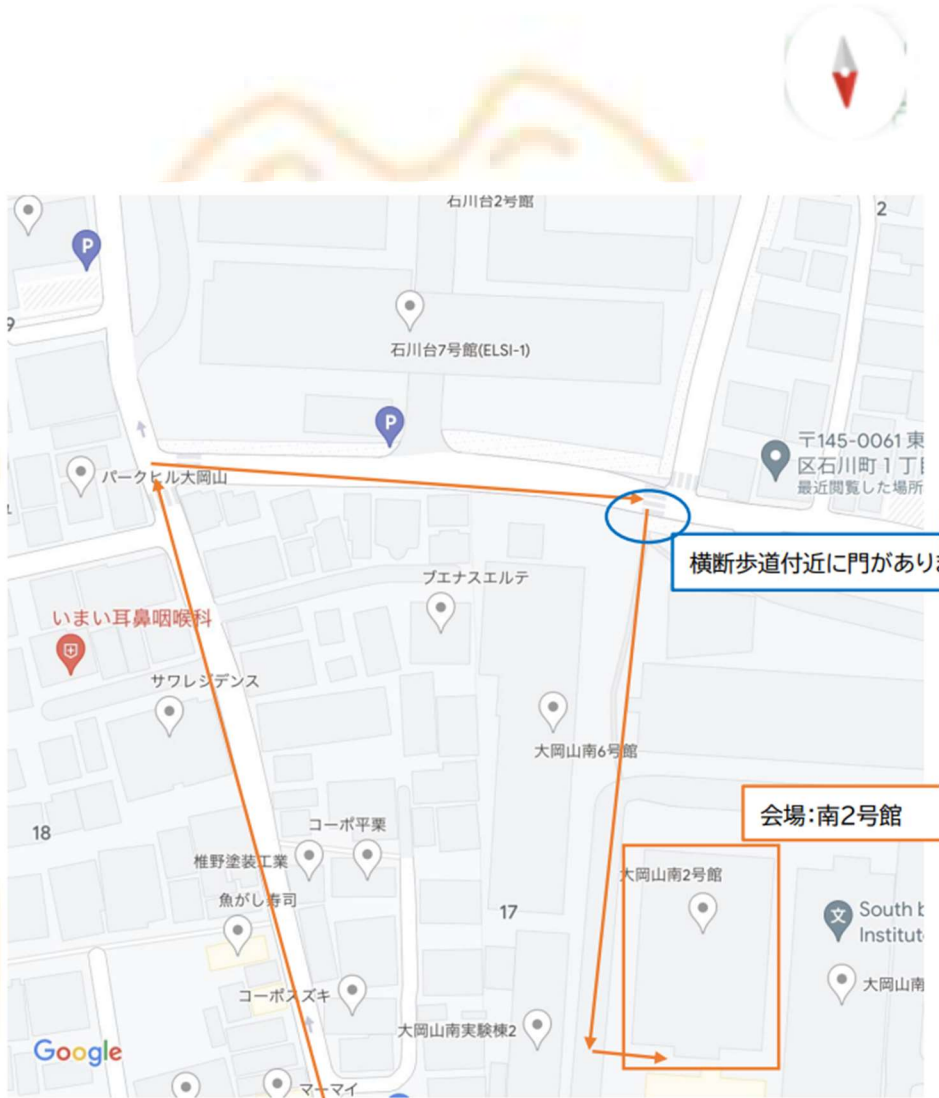 石川台2号館
2
P
9
石川台7号館(ELSI-1)
P
〒145-0061 東
区石川町1丁目
最近閲覧した場所
パークヒル大岡山
横断歩道付近に門があり
ブエナスエルテ
いまい耳鼻咽喉科
サワレジデンス
大岡山南6号館
会場:南2号館
18
コーポ平栗
椎野塗装工業
大岡山南2号館
魚がし寿司
17
文
South b
Institut
コーポスズキ
大岡山南
大岡山南実験棟2
Google
マーマイ